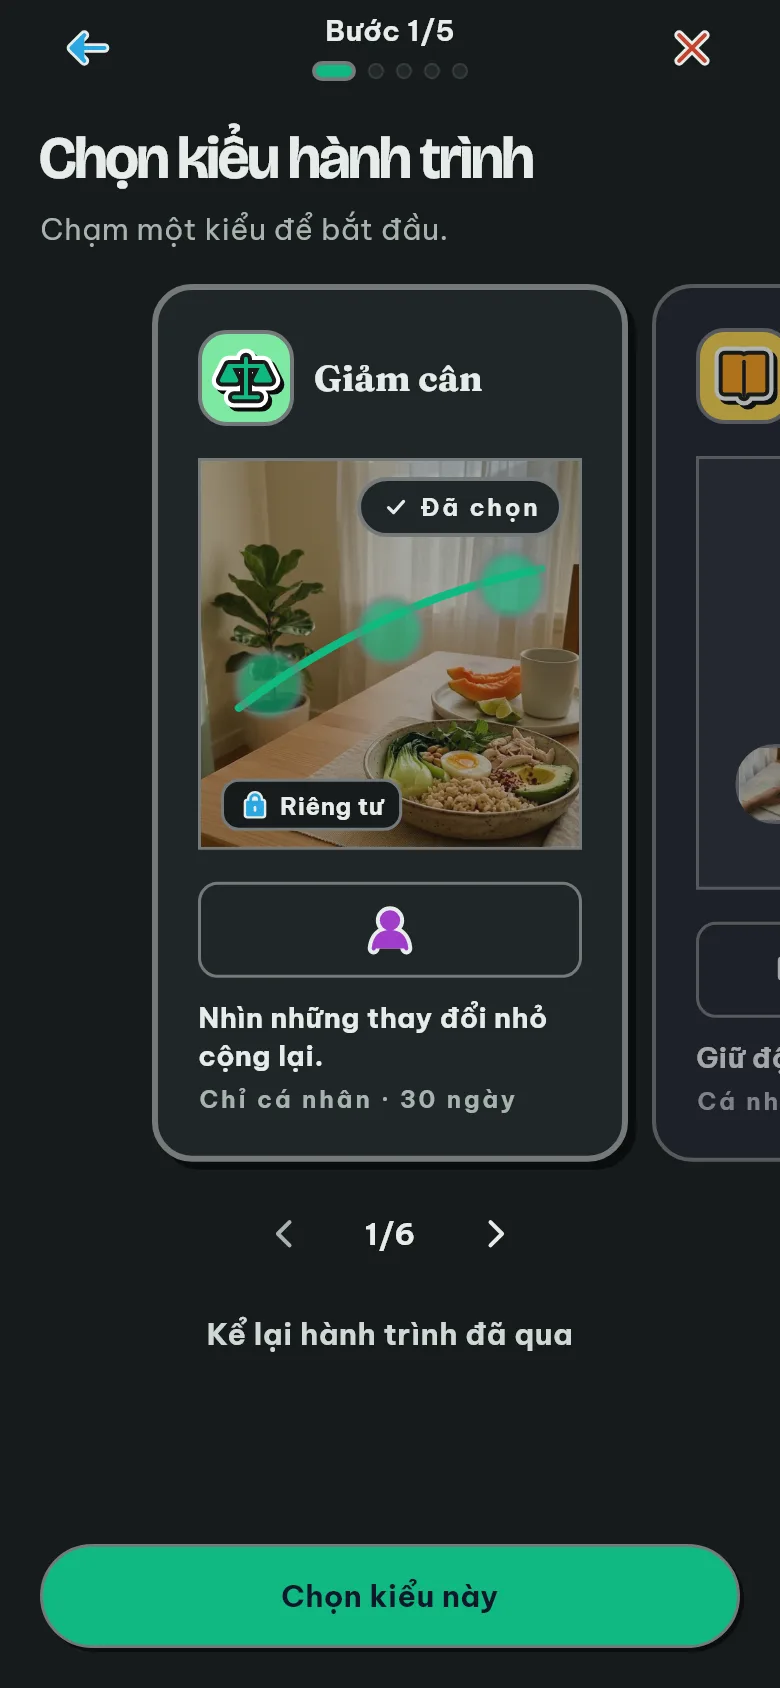 Bước 1/5
Chọn kiểu hành trình
Chạm một kiểu để bắt đầu.
Giảm cân
Đã chọn
Riêng tư
Nhìn những thay đổi nhỏ
cộng lại.
Chỉ cá nhân · 30 ngày
Giữ
Cá
1/6
Kể lại hành trình đã qua
Chọn kiểu này